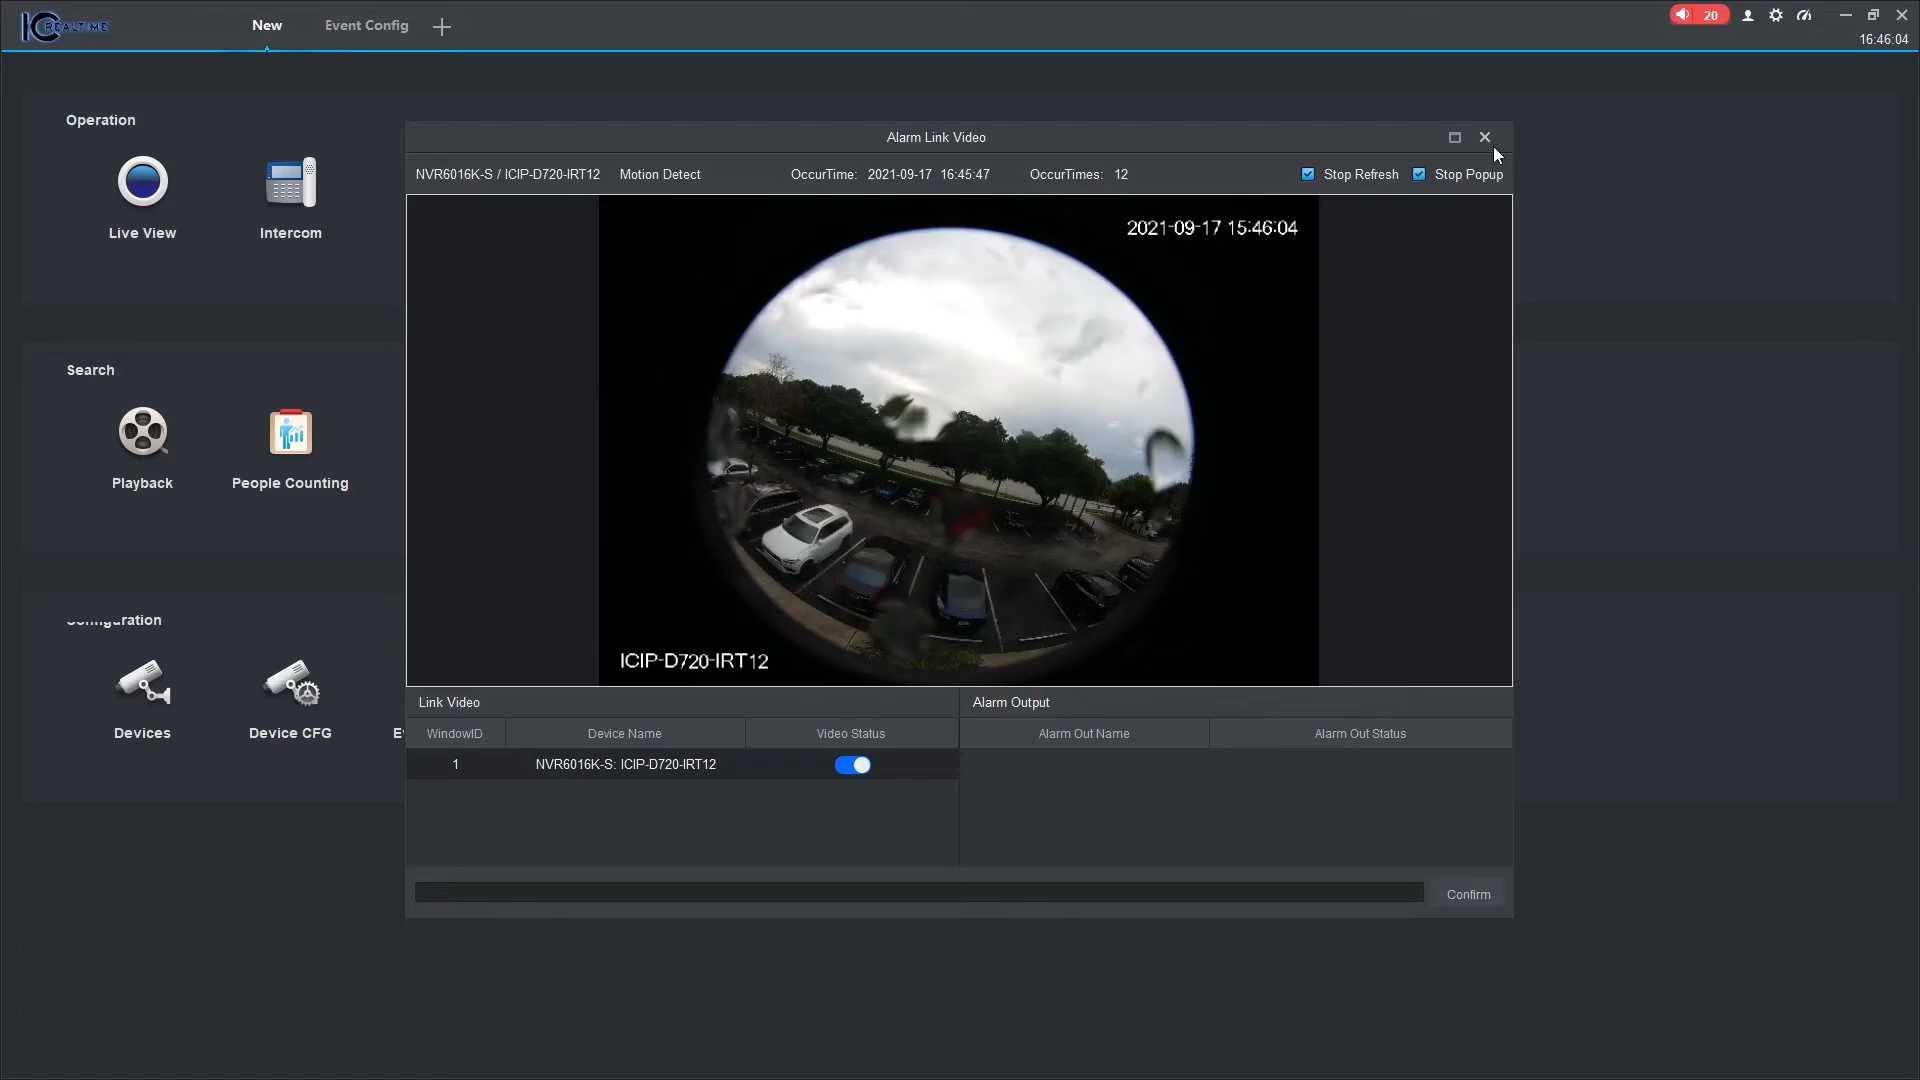 IC REALTIME
New
Event Config
20
16:46:04
Operation
Live View
Intercom
Search
Playback
People Counting
Configuration
Devices
Device CFG
Alarm Link Video
NVR6016K-S / ICIP-D720-IRT12 Motion Detect OccurTime: 2021-09-17 16:45:47 OccurTimes: 12 Stop Refresh Stop Popup
2021-09-17 15:46:04
ICIP-D720-IRT12
Link Video
WindowID Device Name Video Status
1 NVR6016K-S: ICIP-D720-IRT12
Alarm Output
Alarm Out Name Alarm Out Status
Confirm